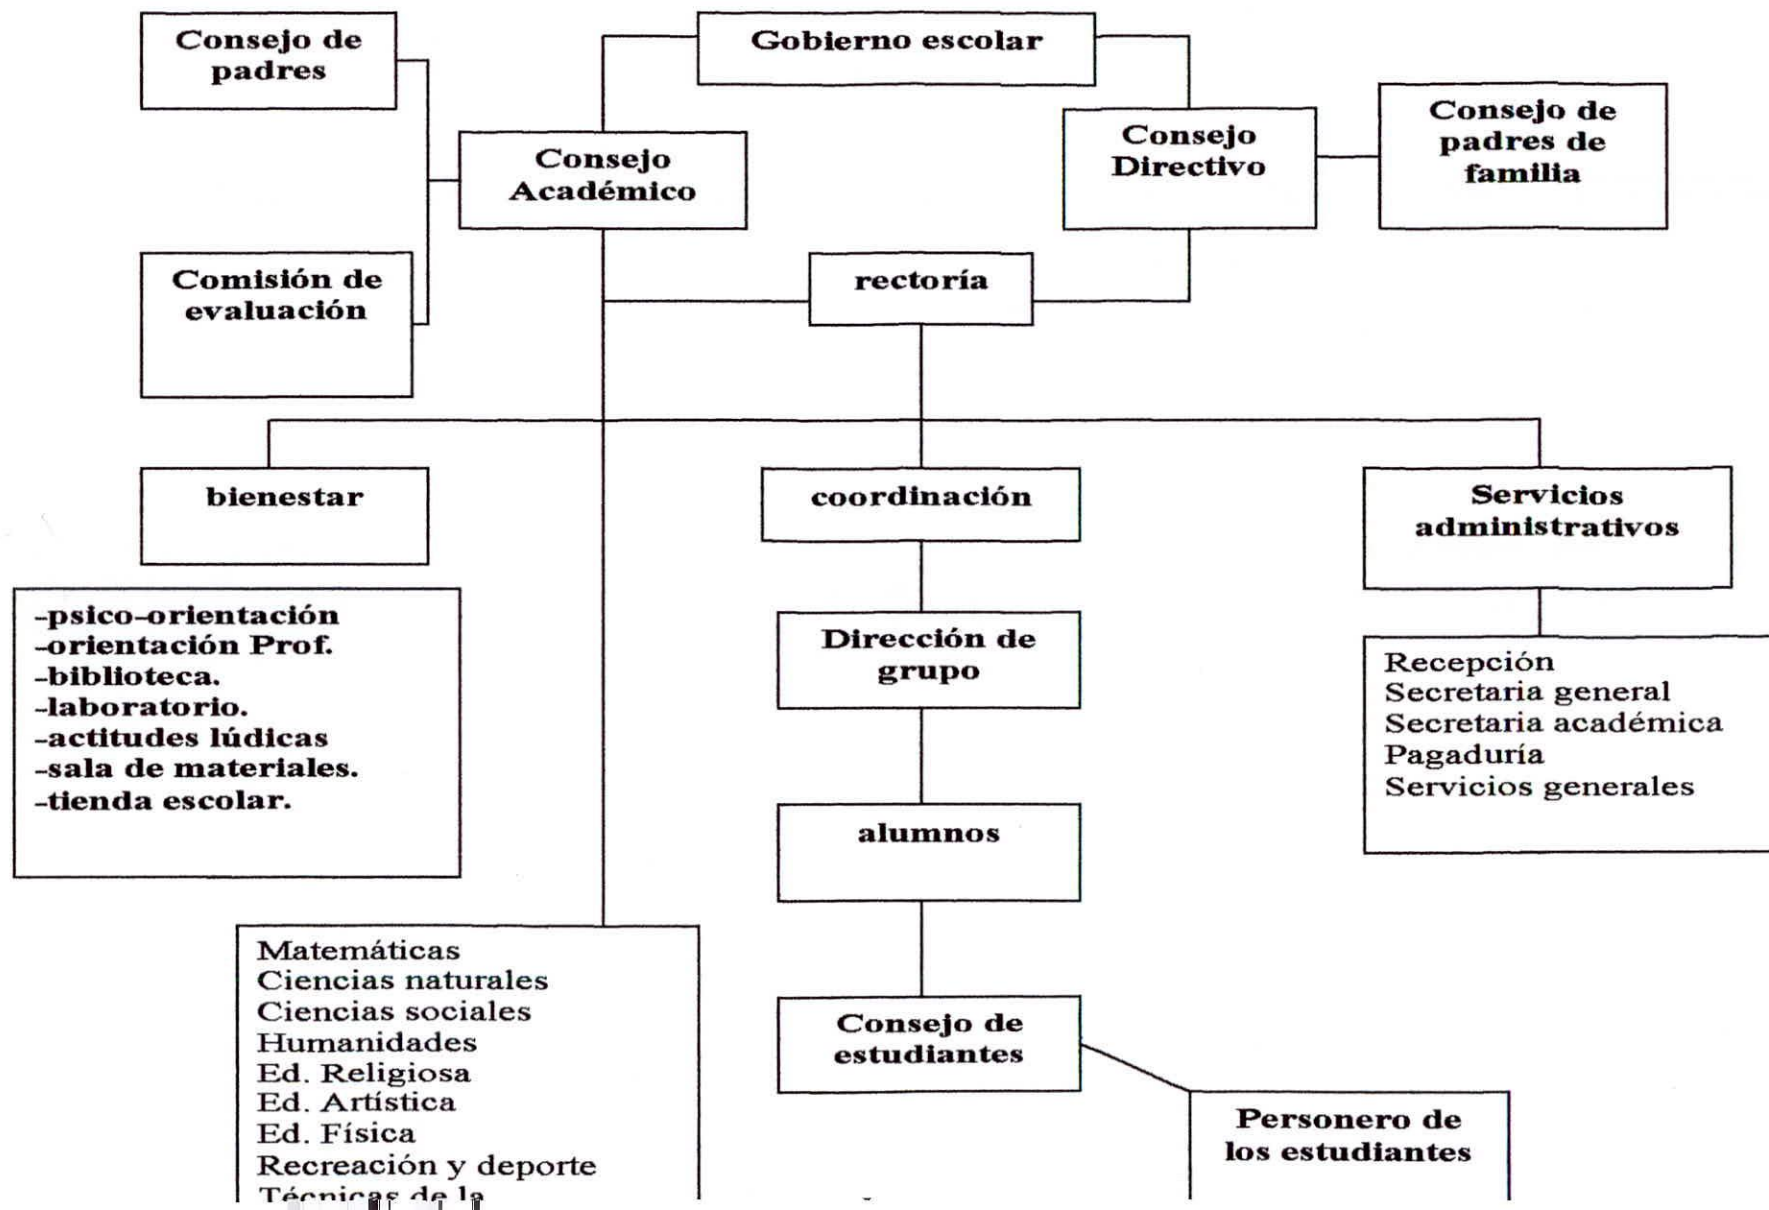 Consejo de
padres
Gobierno escolar
Consejo
Académico
Consejo
Directivo
Consejo de
padres de
familia
Comisión de
evaluación
rectoría
bienestar
coordinación
Servicios
administrativos
-psico-orientación
-orientación Prof.
-biblioteca.
-laboratorio.
-actitudes lúdicas
-sala de materiales.
-tienda escolar.
Dirección de
grupo
Recepción
Secretaria general
Secretaria académica
Pagaduría
Servicios generales
alumnos
Matemáticas
Ciencias naturales
Ciencias sociales
Humanidades
Ed. Religiosa
Ed. Artística
Ed. Física
Recreación y deporte
Técnicas de la
Consejo de
estudiantes
Personero de
los estudiantes